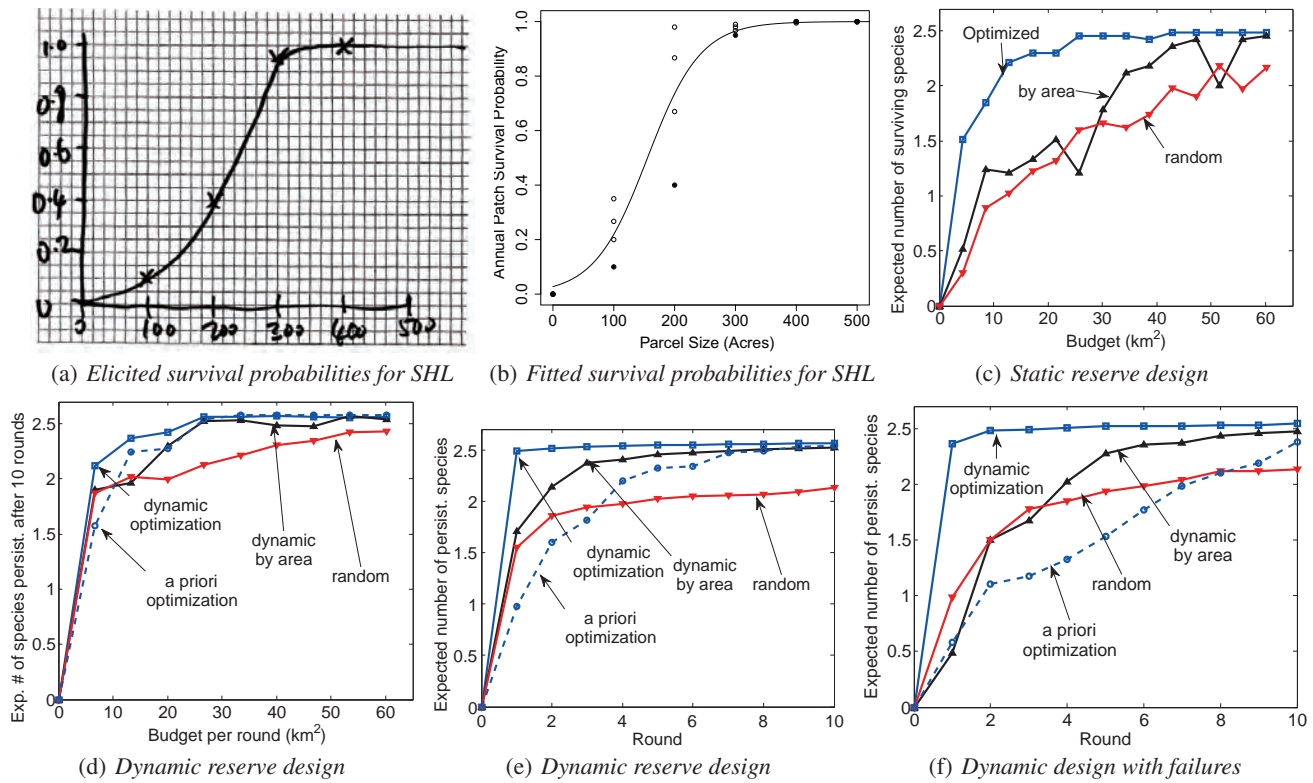 1.0
0.8
0.6
0.4
0.2
0
0 100 200 300 400 500
(a) Elicited survival probabilities for SHL
Annual Patch Survival Probability
1.0
0.8
0.6
0.4
0.2
0.0
0 100 200 300 400 500
Parcel Size (Acres)
(b) Fitted survival probabilities for SHL
Expected number of surviving species
2.5
2
1.5
1
0.5
0
Optimized
by area
random
0 10 20 30 40 50 60
Budget (km²)
(c) Static reserve design
Exp. # of species persist. after 10 rounds
2.5
2
1.5
1
0.5
0
dynamic
optimization
a priori
optimization
dynamic
by area
random
0 10 20 30 40 50 60
Budget per round (km²)
(d) Dynamic reserve design
Expected number of persist. species
2.5
2
1.5
1
0.5
0
dynamic
optimization
a priori
optimization
dynamic
by area
random
0 2 4 6 8 10
Round
(e) Dynamic reserve design
Expected number of persist. species
2.5
2
1.5
1
0.5
0
dynamic
optimization
dynamic
by area
random
a priori
optimization
0 2 4 6 8 10
Round
(f) Dynamic design with failures